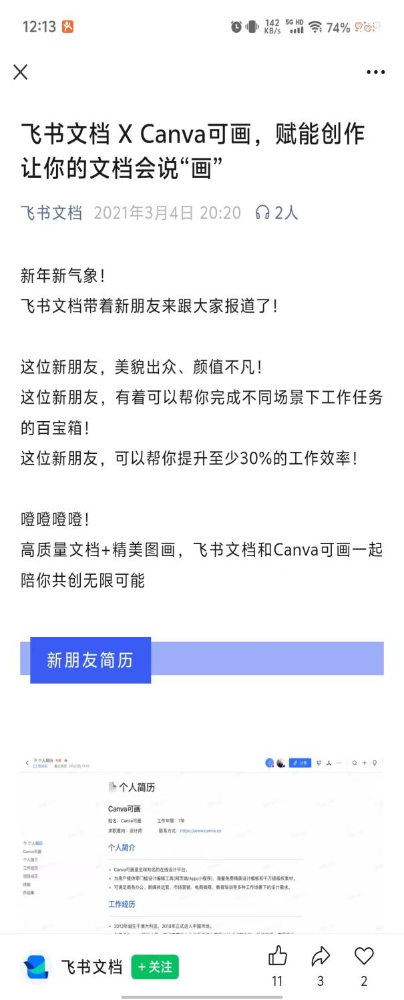 12:13
142 KB/s 5G HD 74%
飞书文档 X Canva可画，赋能创作
让你的文档会说“画”
飞书文档 2021年3月4日 20:20 2人
新年新气象！
飞书文档带着新朋友来跟大家报道了！
这位新朋友，美貌出众、颜值不凡！
这位新朋友，有着可以帮你完成不同场景下工作任务
的百宝箱！
这位新朋友，可以帮你提升至少30%的工作效率！
噔噔噔噔！
高质量文档+精美图画，飞书文档和Canva可画一起
陪你共创无限可能
新朋友简历
个人简历
分享
个人简历
Canva可画
姓名：Canva可画 工作年限：7年
求职意向：设计师 联系方式：https://www.canva.cn
个人简历
Canva可画
个人简介
工作经历
项目经历
技能
作品集
个人简介
• Canva可画是全球知名的在线设计平台。
• 为用户提供零门槛设计编辑工具(网页端/App/小程序)、海量免费精美设计模板和千万级版权素材。
• 可满足商务办公、新媒体运营、市场营销、电商微商、教育培训等多种工作场景下的设计需求。
工作经历
• 2013年诞生于澳大利亚，2018年正式进入中国市场。
飞书文档 +关注
11 3 2